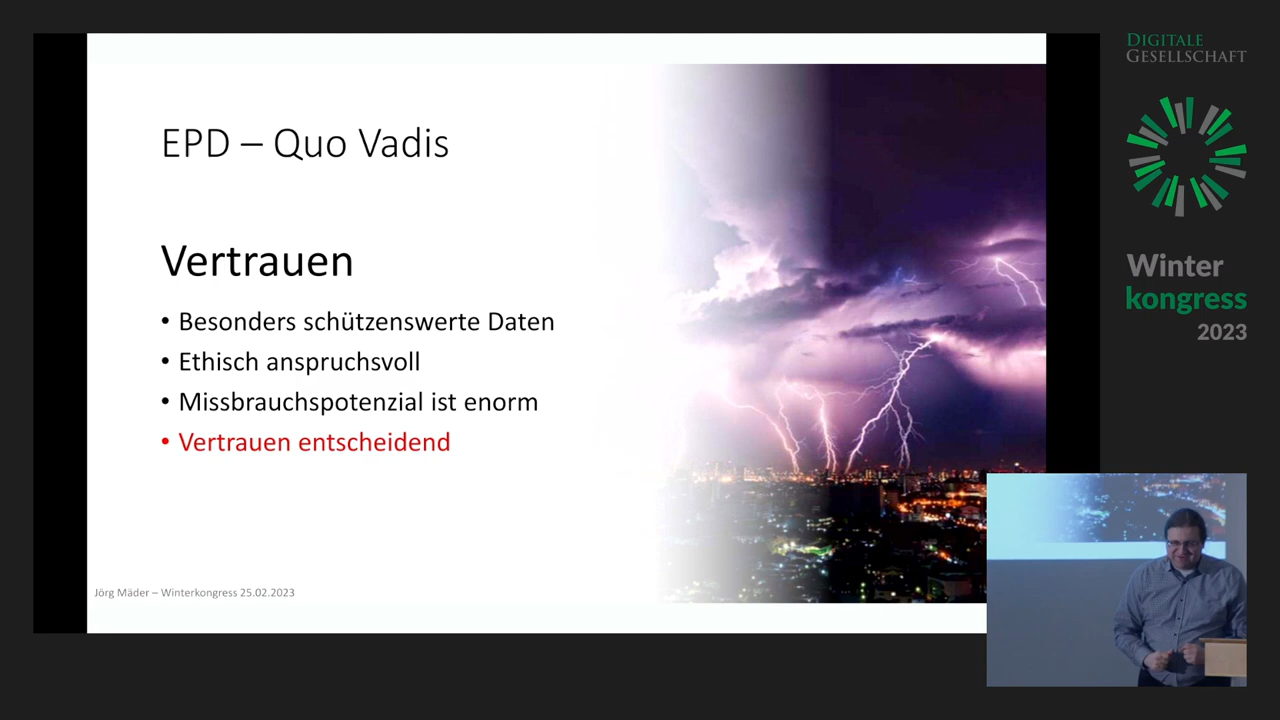 EPD – Quo Vadis
Vertrauen
• Besonders schützenswerte Daten
• Ethisch anspruchsvoll
• Missbrauchspotenzial ist enorm
• Vertrauen entscheidend
Jörg Mäder – Winterkongress 25.02.2023
DIGITALE
GESELLSCHAFT
Winter
kongress
2023